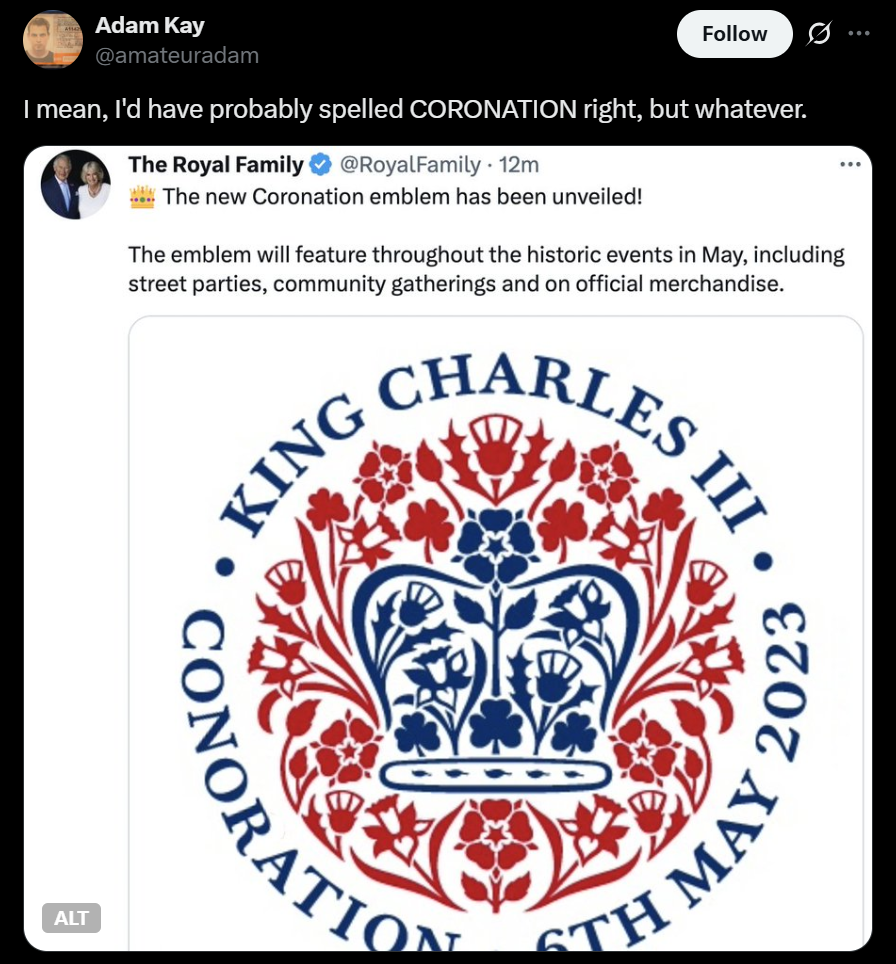 Adam Kay
@amateuradam
Follow
I mean, I'd have probably spelled CORONATION right, but whatever.
The Royal Family @RoyalFamily · 12m
The new Coronation emblem has been unveiled!
The emblem will feature throughout the historic events in May, including
street parties, community gatherings and on official merchandise.
• KING CHARLES III •
CONORATION · 6TH MAY 2023
ALT